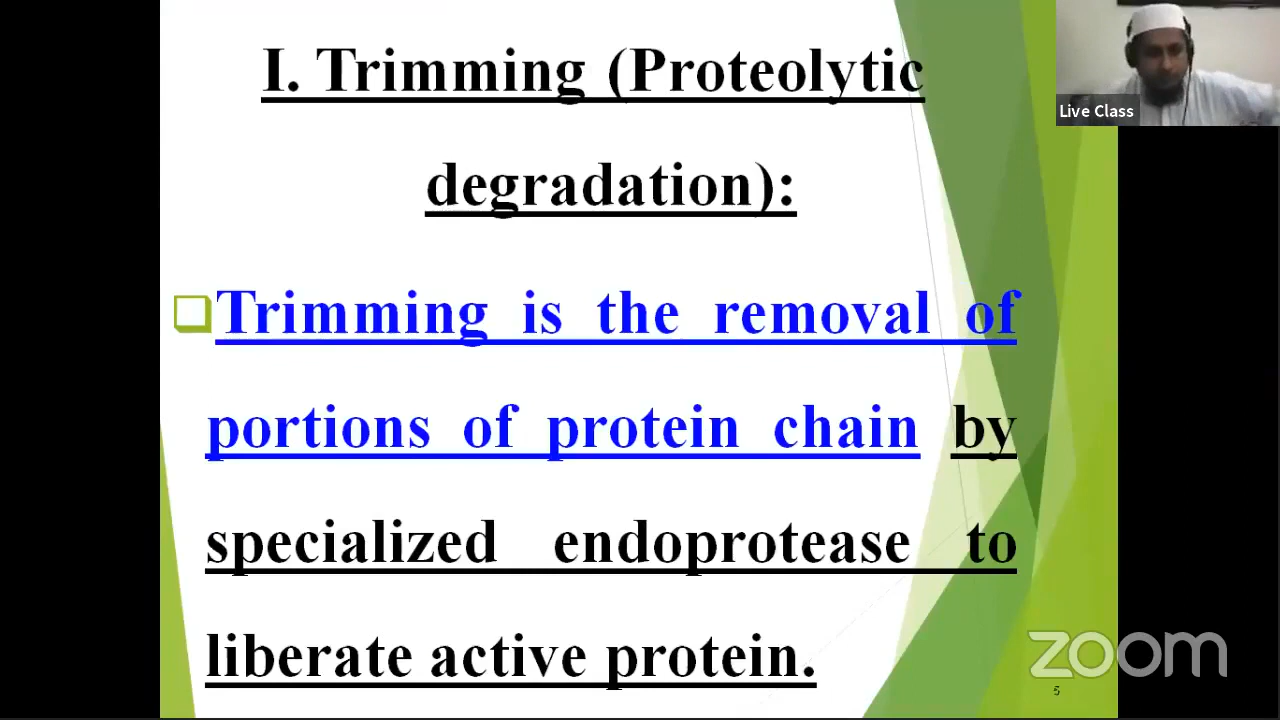 I. Trimming (Proteolytic
degradation):
Trimming is the removal of
portions of protein chain by
specialized endoprotease to
liberate active protein.
Live Class
zoom
5